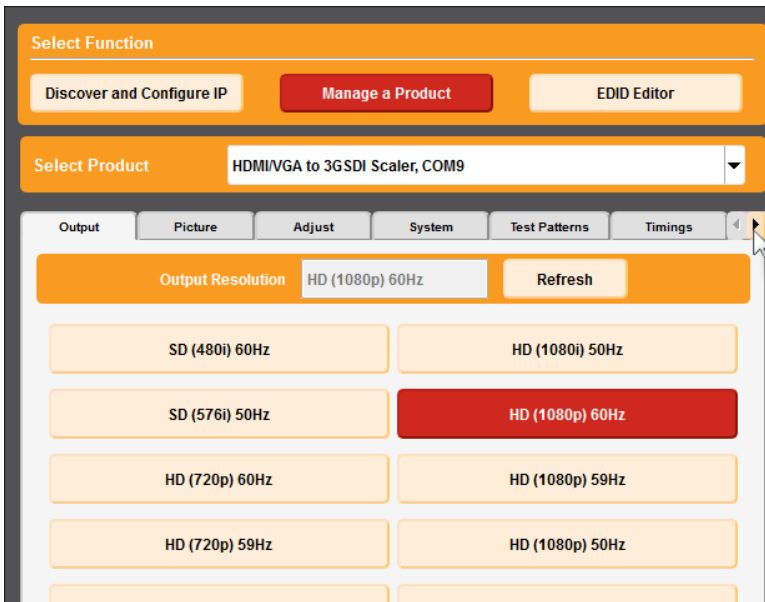 Select Function
Discover and Configure IP
Manage a Product
EDID Editor
Select Product
HDMI/VGA to 3GSDI Scaler, COM9
Output
Picture
Adjust
System
Test Patterns
Timings
Output Resolution
HD (1080p) 60Hz
Refresh
SD (480i) 60Hz
HD (1080i) 50Hz
SD (576i) 50Hz
HD (1080p) 60Hz
HD (720p) 60Hz
HD (1080p) 59Hz
HD (720p) 59Hz
HD (1080p) 50Hz